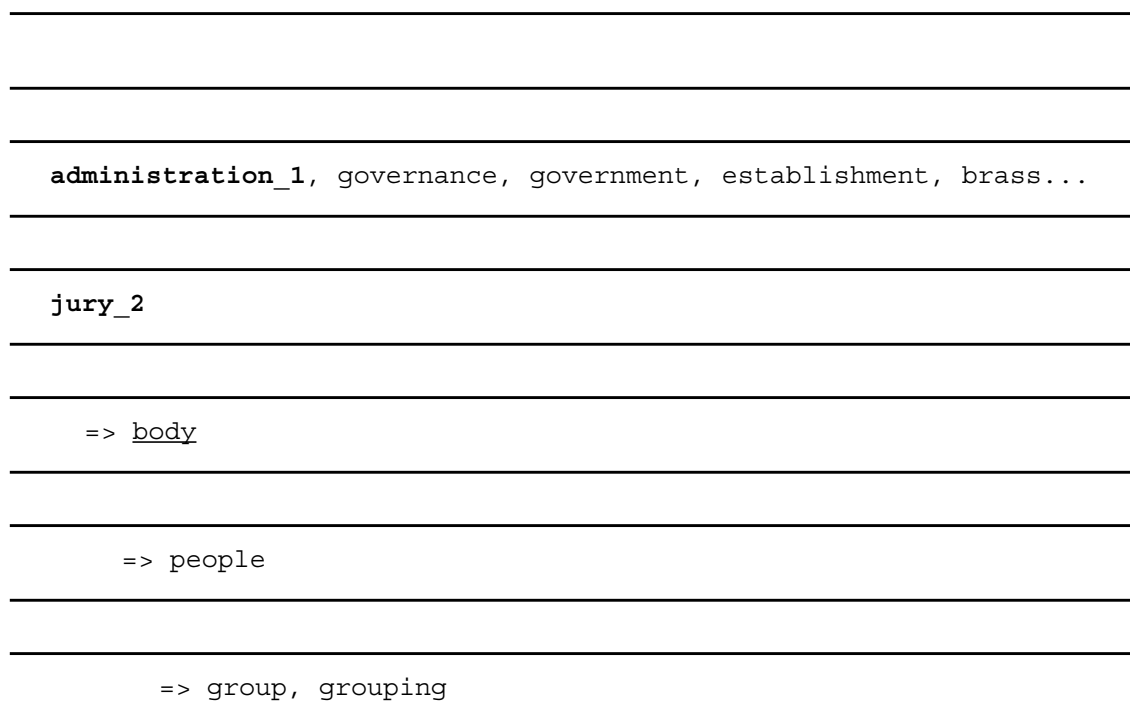 administration_1, governance, government, establishment, brass...
jury_2
=> body
=> people
=> group, grouping